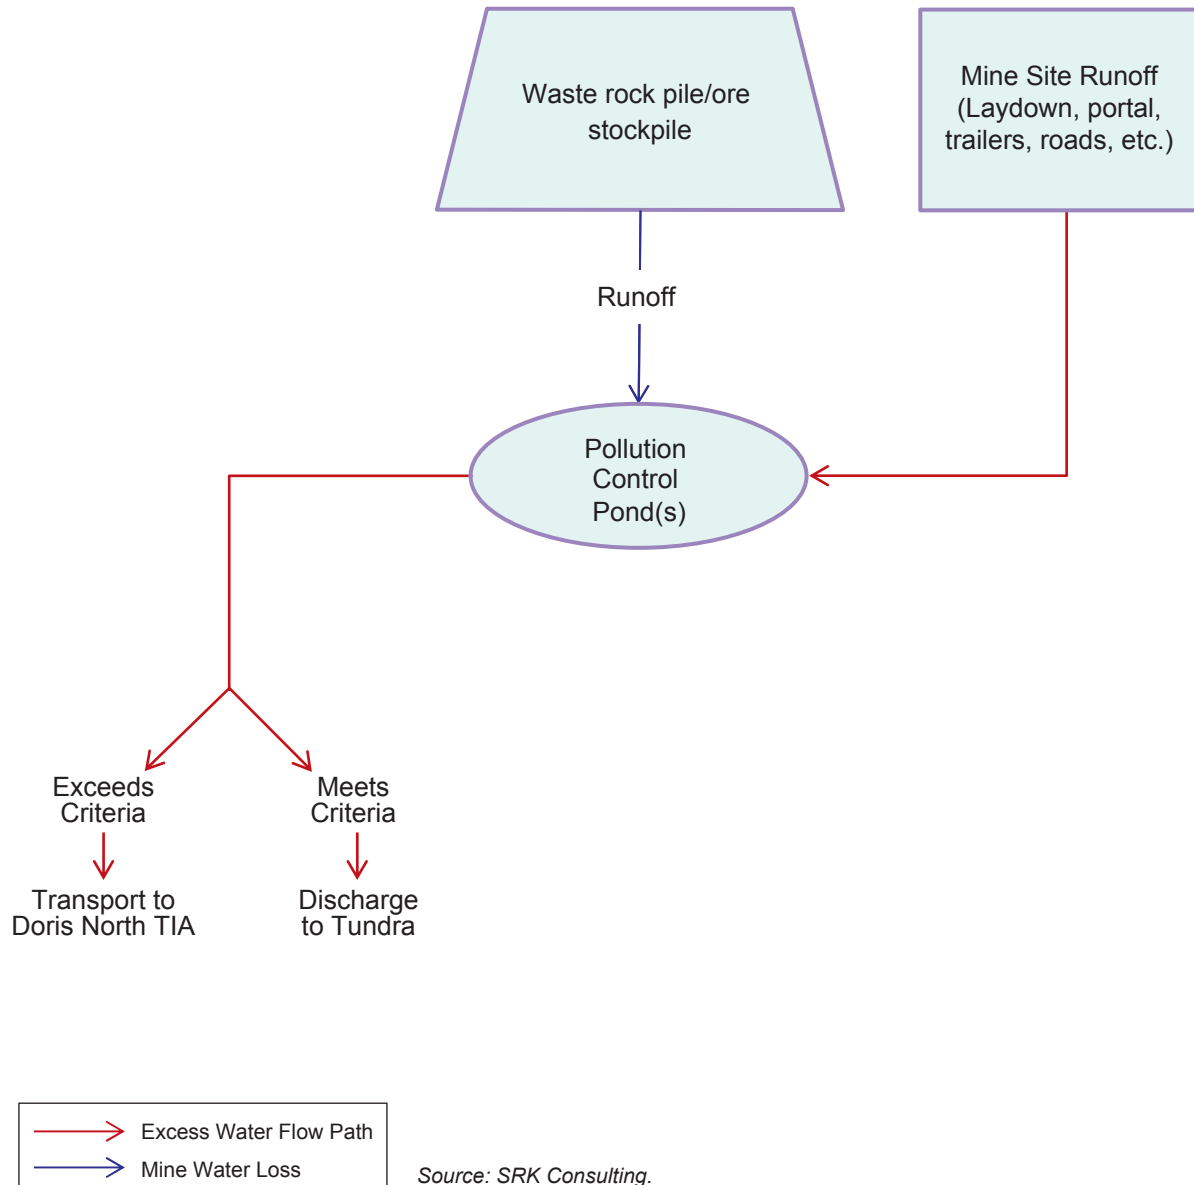 Waste rock pile/ore
stockpile
Mine Site Runoff
(Laydown, portal,
trailers, roads, etc.)
Runoff
Pollution
Control
Pond(s)
Exceeds
Criteria
Meets
Criteria
Transport to
Doris North TIA
Discharge
to Tundra
Excess Water Flow Path
Mine Water Loss
Source: SRK Consulting.